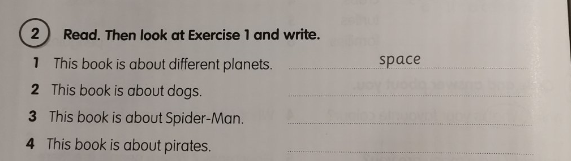 2 Read. Then look at Exercise 1 and write.
1 This book is about different planets. space
2 This book is about dogs.
3 This book is about Spider-Man.
4 This book is about pirates.